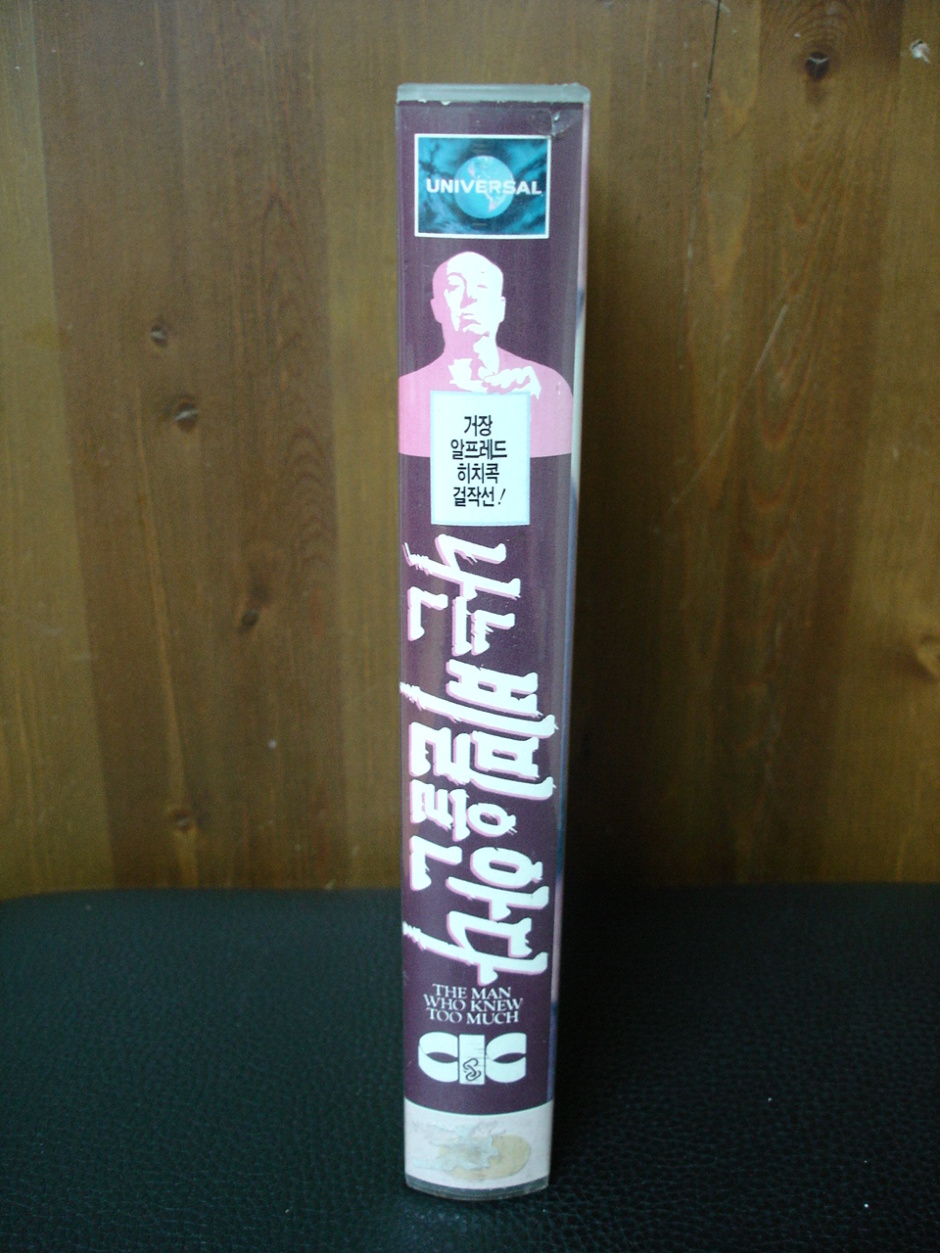 UNIVERSAL
거장
알프레드
히치콕
걸작선!
나는 비밀을 안다
THE MAN
WHO KNEW
TOO MUCH